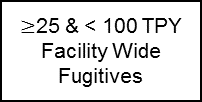 ≥25 & < 100 TPY
Facility Wide
Fugitives